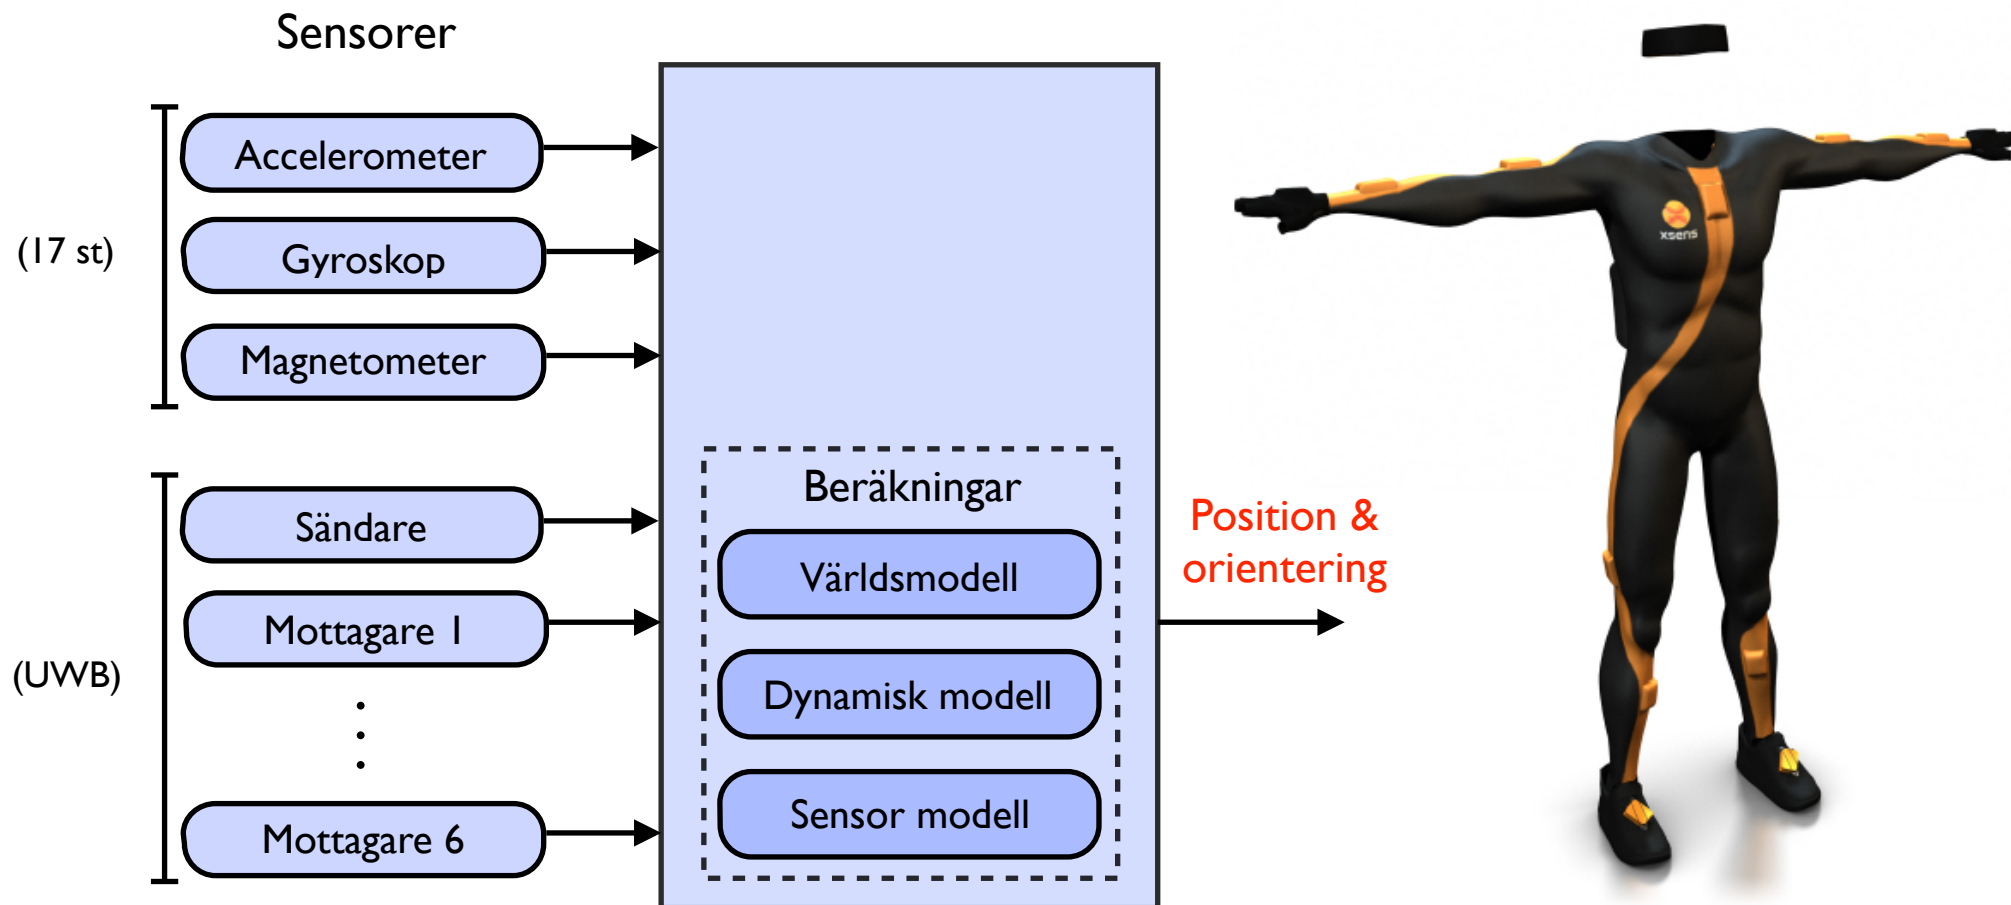 Sensorer
(17 st)
Accelerometer
Gyroskop
Magnetometer
(UWB)
Sändare
Mottagare 1
Mottagare 6
Beräkningar
Världsmodell
Dynamisk modell
Sensor modell
Position &
orientering
xsens